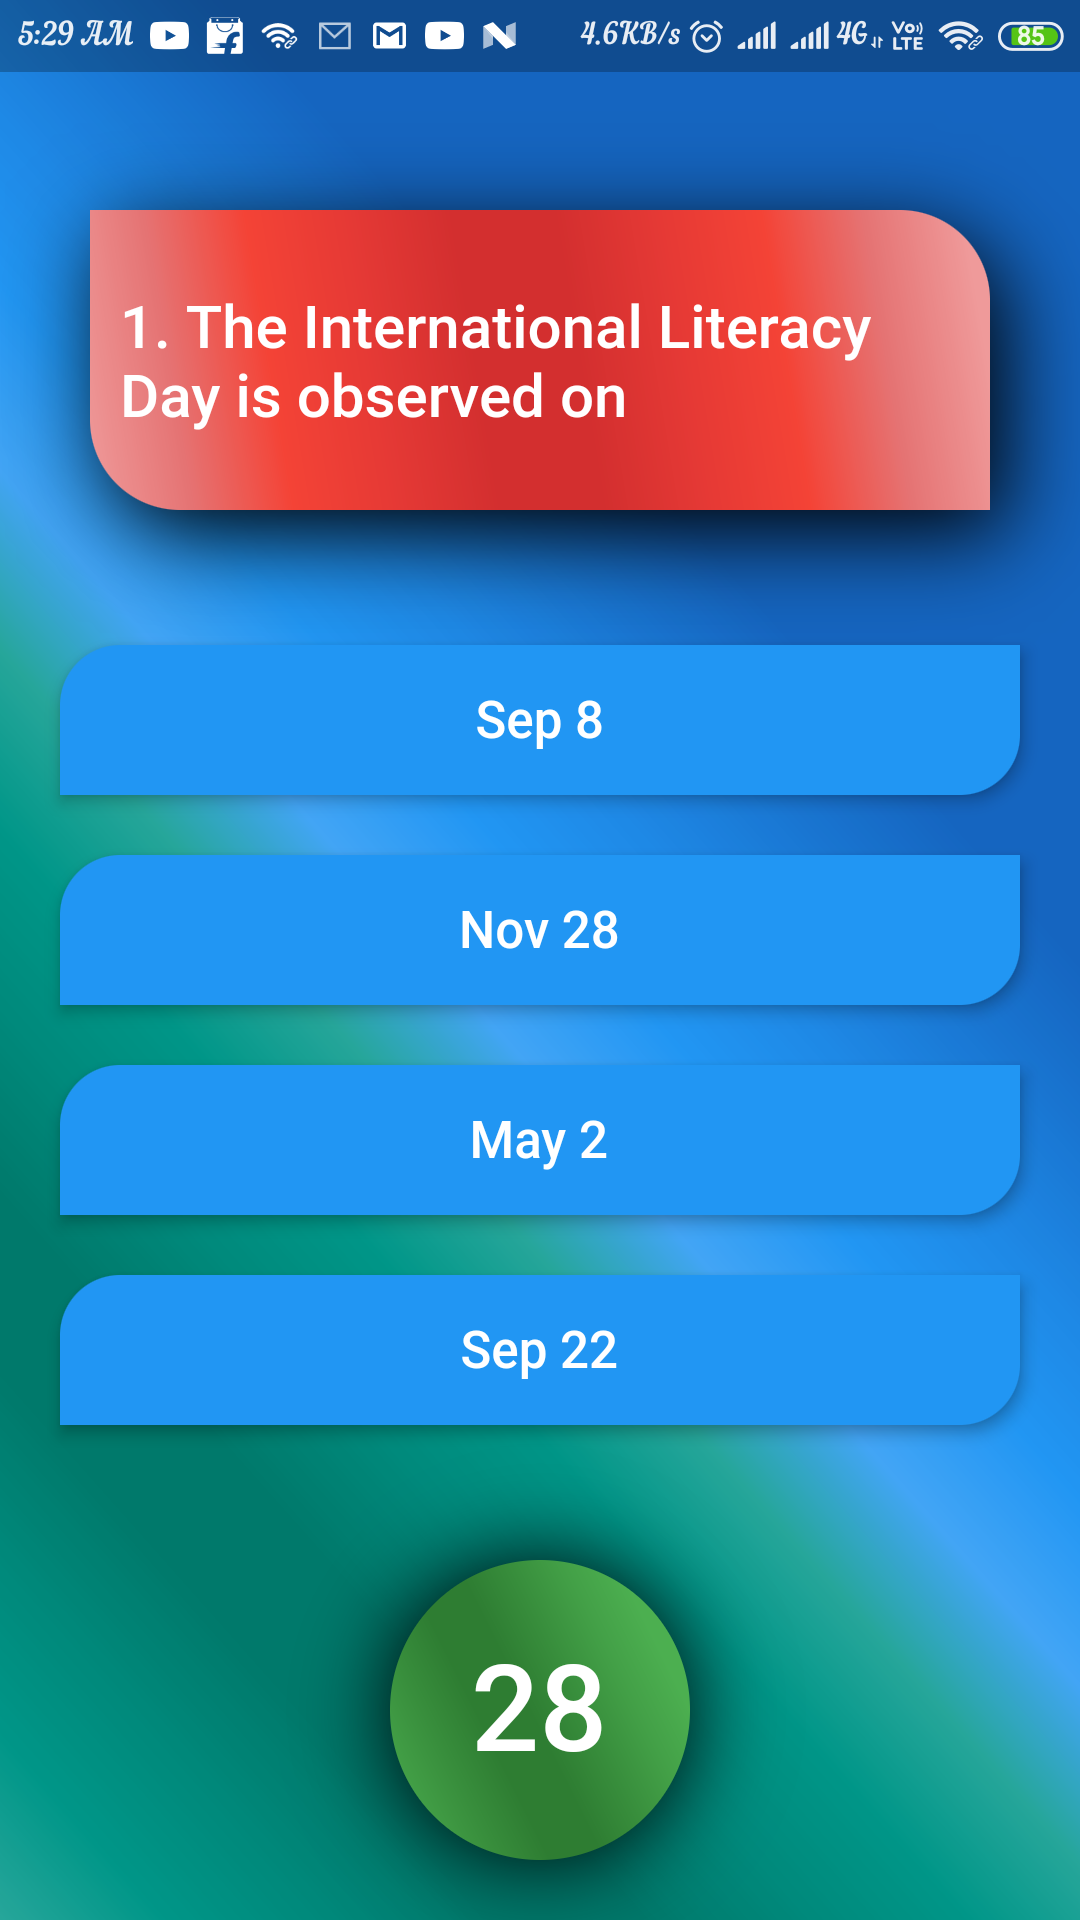 5:29 AM 4.6KB/s 4G VO LTE 85
1. The International Literacy
Day is observed on
Sep 8
Nov 28
May 2
Sep 22
28